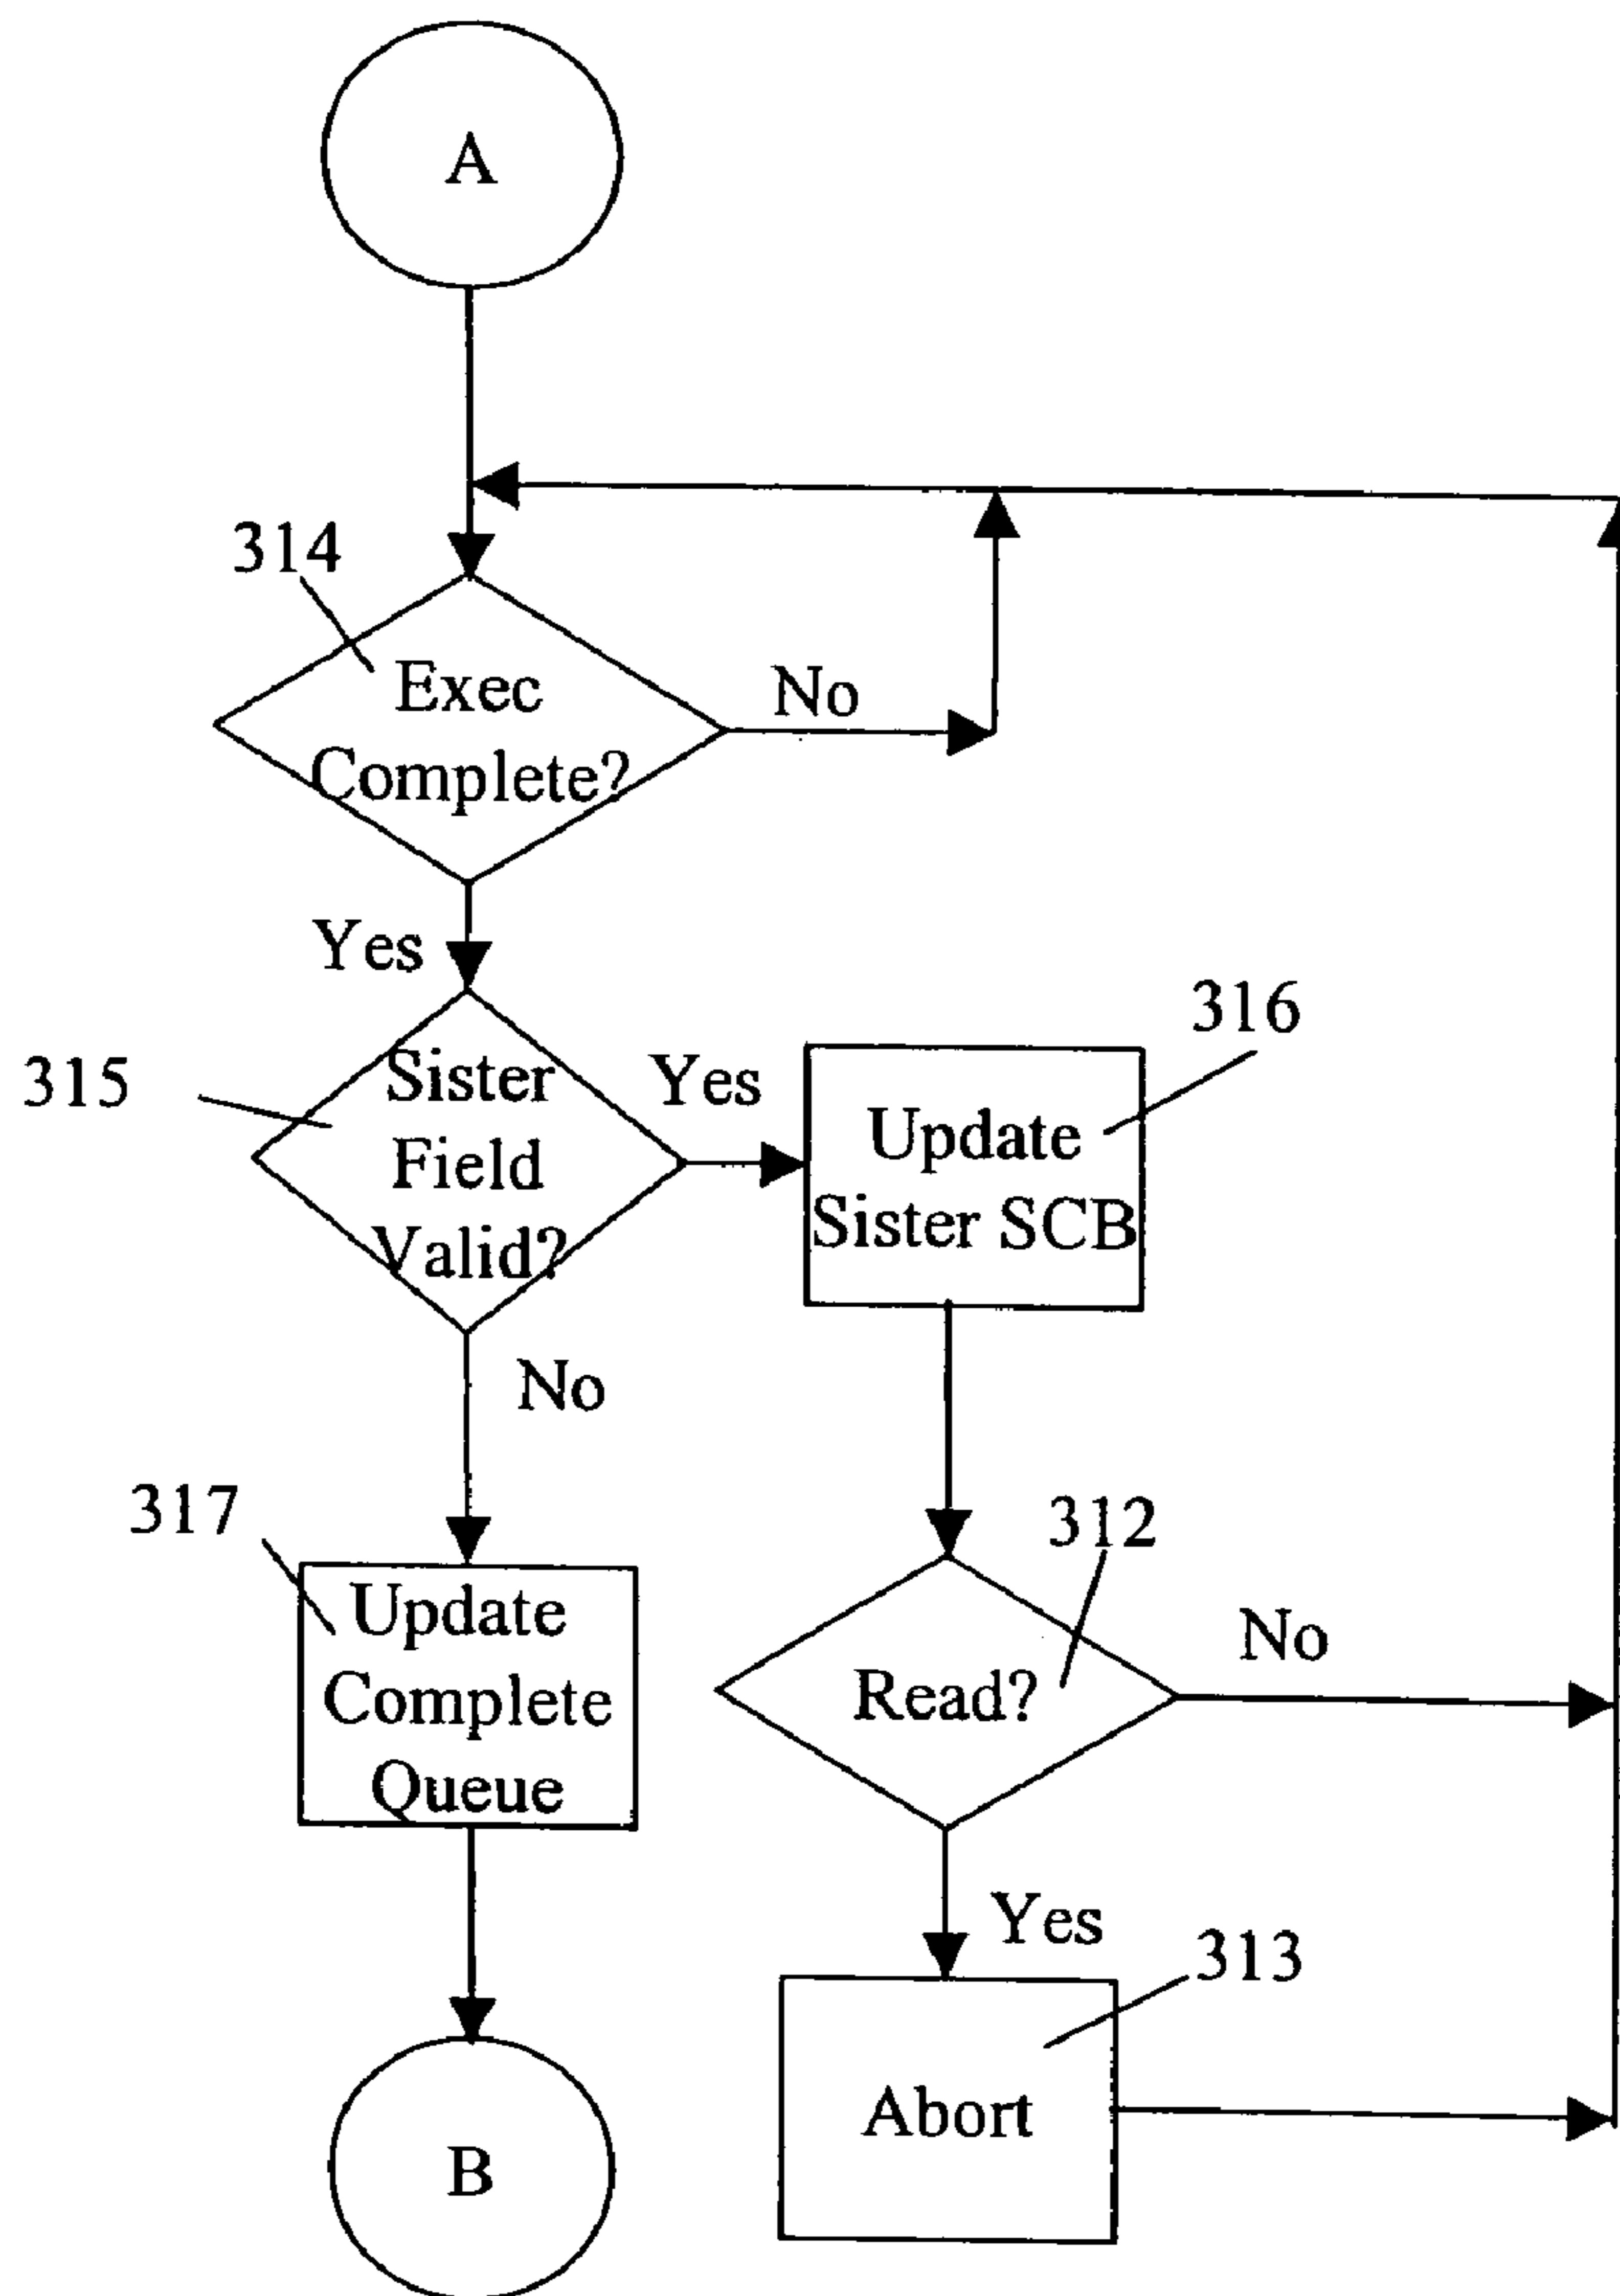 A
314
Exec
Complete?
No
Yes
315
Sister
Field
Valid?
Yes
316
Update
Sister SCB
No
317
Update
Complete
Queue
312
Read?
No
Yes
313
Abort
B